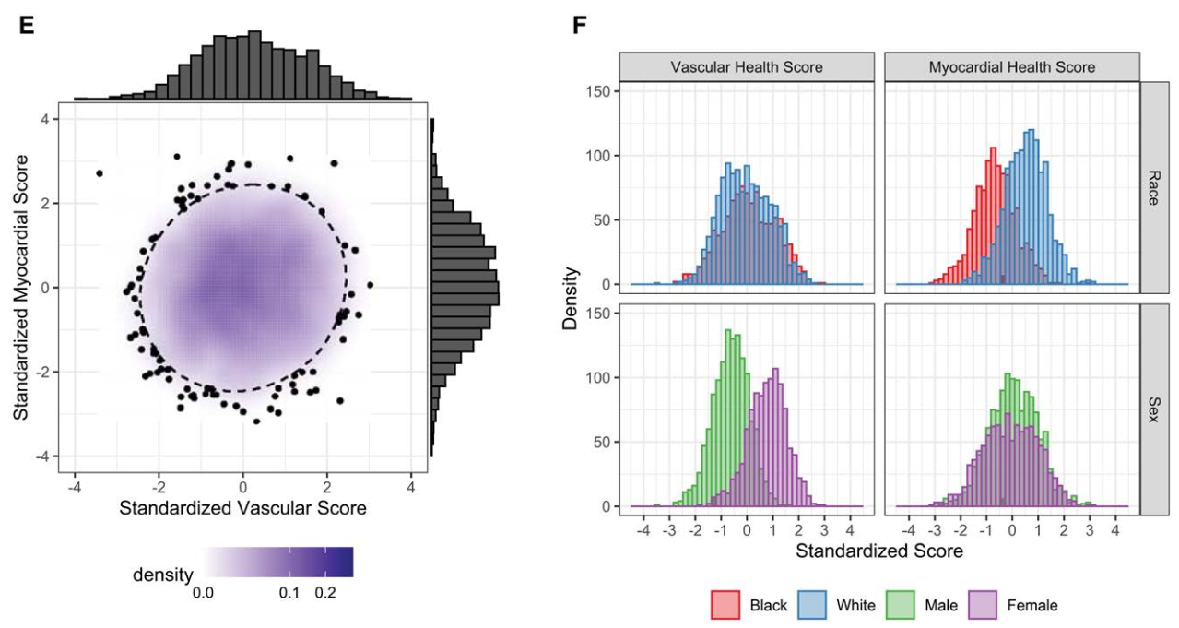 E
4
2
0
-2
-4
Standardized Myocardial Score
-4 -2 0 2 4
Standardized Vascular Score
density
0.0 0.1 0.2
F
Vascular Health Score Myocardial Health Score
150
100
50
0
Race
Density
150
100
50
0
Sex
-4 -3 -2 -1 0 1 2 3 4 -4 -3 -2 -1 0 1 2 3 4
Standardized Score
Black White Male Female